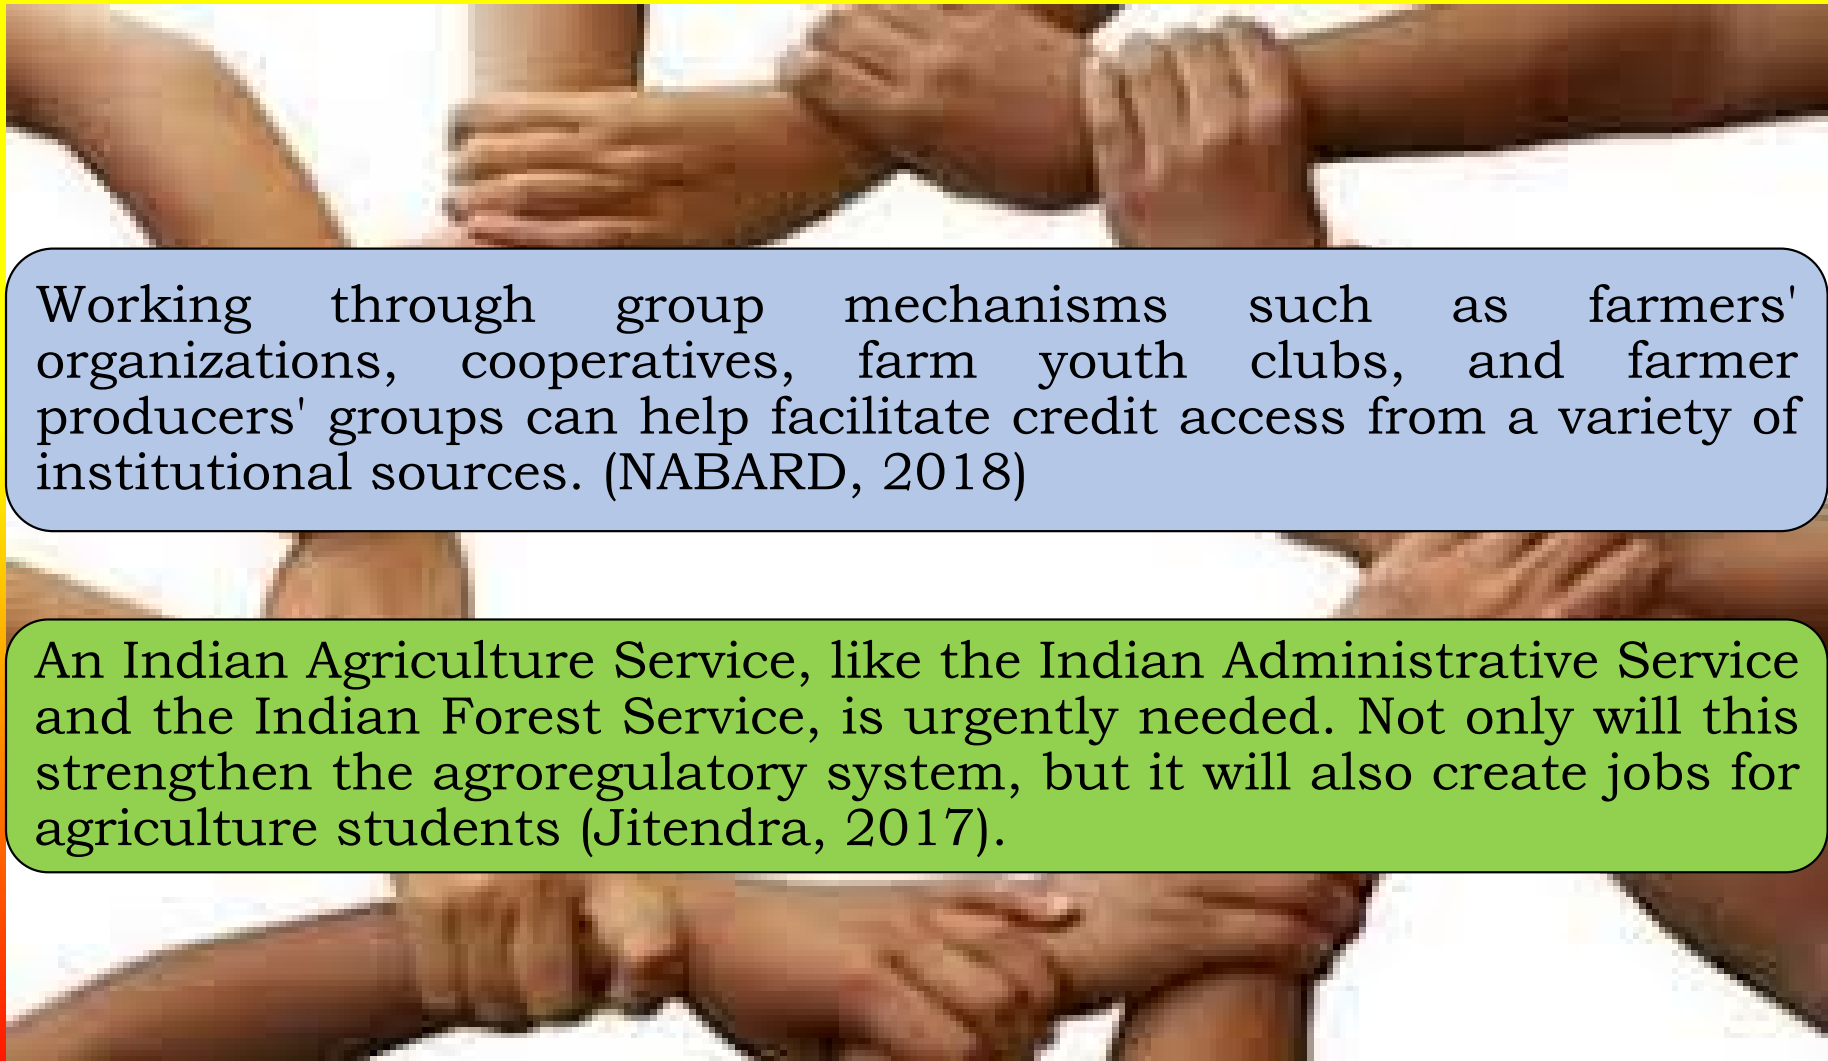 Working through group mechanisms such as farmers'
organizations, cooperatives, farm youth clubs, and farmer
producers' groups can help facilitate credit access from a variety of
institutional sources. (NABARD, 2018)
An Indian Agriculture Service, like the Indian Administrative Service
and the Indian Forest Service, is urgently needed. Not only will this
strengthen the agroregulatory system, but it will also create jobs for
agriculture students (Jitendra, 2017).